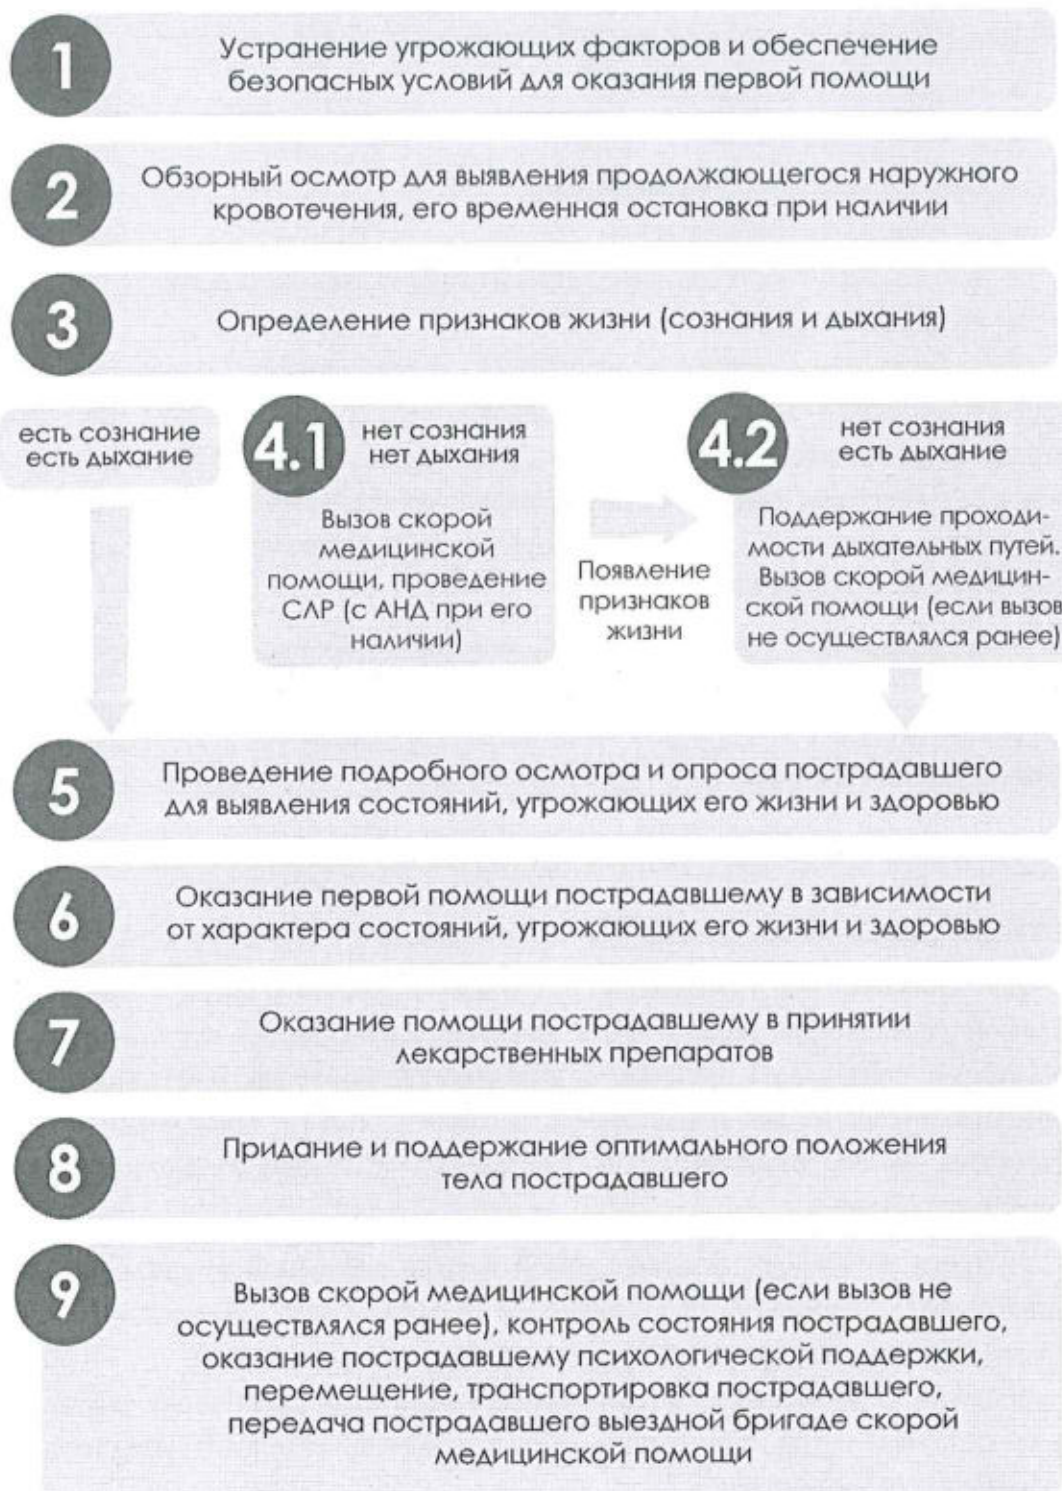 1
Устранение угрожающих факторов и обеспечение
безопасных условий для оказания первой помощи
2
Обзорный осмотр для выявления продолжающегося наружного
кровотечения, его временная остановка при наличии
3
Определение признаков жизни (сознания и дыхания)
есть сознание
есть дыхание
4.1
нет сознания
нет дыхания
Вызов скорой
медицинской
помощи, проведение
СЛР (с АНД при его
наличии)
Появление
признаков
жизни
4.2
нет сознания
есть дыхание
Поддержание проходи-
мости дыхательных путей.
Вызов скорой медицин-
ской помощи (если вызов
не осуществлялся ранее)
5
Проведение подробного осмотра и опроса пострадавшего
для выявления состояний, угрожающих его жизни и здоровью
6
Оказание первой помощи пострадавшему в зависимости
от характера состояний, угрожающих его жизни и здоровью
7
Оказание помощи пострадавшему в принятии
лекарственных препаратов
8
Придание и поддержание оптимального положения
тела пострадавшего
9
Вызов скорой медицинской помощи (если вызов не
осуществлялся ранее), контроль состояния пострадавшего,
оказание пострадавшему психологической поддержки,
перемещение, транспортировка пострадавшего,
передача пострадавшего выездной бригаде скорой
медицинской помощи